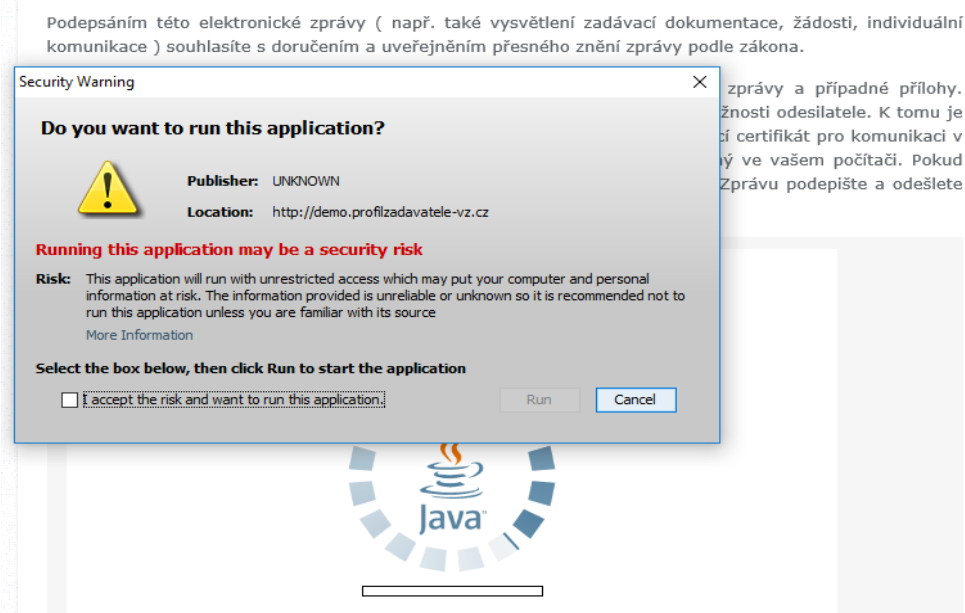 Podepsáním této elektronické zprávy ( např. také vysvětlení zadávací dokumentace, žádosti, individuální
komunikace ) souhlasíte s doručením a uveřejněním přesného znění zprávy podle zákona.
Security Warning
zprávy a případné přílohy.
žnosti odesilatele. K tomu je
certifikát pro komunikaci v
ve vašem počítači. Pokud
Zprávu podepište a odešlete
Do you want to run this application?
Publisher: UNKNOWN
Location: http://demo.profilzadavatele-vz.cz
Running this application may be a security risk
Risk: This application will run with unrestricted access which may put your computer and personal
information at risk. The information provided is unreliable or unknown so it is recommended not to
run this application unless you are familiar with its source
More Information
Select the box below, then click Run to start the application
I accept the risk and want to run this application.
Run
Cancel
Java